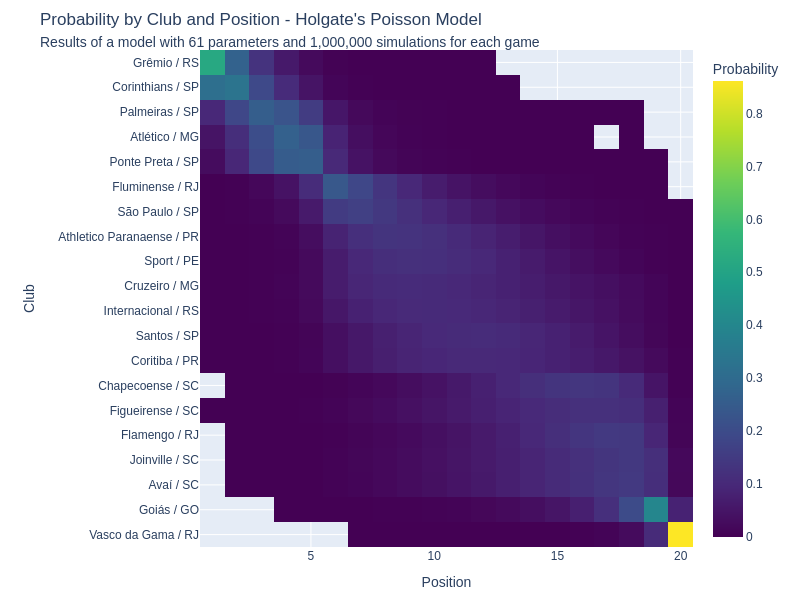 Probability by Club and Position - Holgate's Poisson Model
Results of a model with 61 parameters and 1,000,000 simulations for each game
Probability
Grêmio / RS
Corinthians / SP
Palmeiras / SP
Atlético / MG
Ponte Preta / SP
Fluminense / RJ
São Paulo / SP
Athletico Paranaense / PR
Sport / PE
Cruzeiro / MG
Internacional / RS
Santos / SP
Coritiba / PR
Chapecoense / SC
Figueirense / SC
Flamengo / RJ
Joinville / SC
Avaí / SC
Goiás / GO
Vasco da Gama / RJ
Club
5
10
15
20
Position
0.8
0.7
0.6
0.5
0.4
0.3
0.2
0.1
0